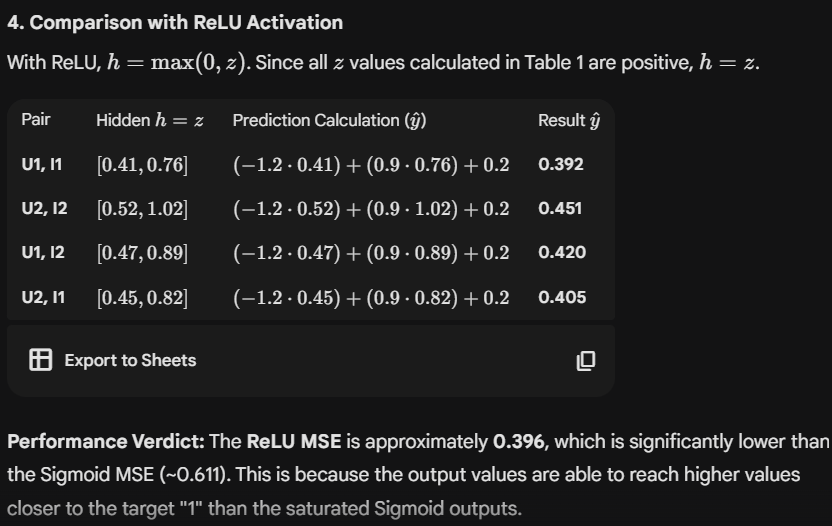 4. Comparison with ReLU Activation
With ReLU, h = max(0, z). Since all z values calculated in Table 1 are positive, h = z.
Pair Hidden h = z Prediction Calculation (ŷ) Result ŷ
U1, I1 [0.41, 0.76] (−1.2 · 0.41) + (0.9 · 0.76) + 0.2 0.392
U2, I2 [0.52, 1.02] (−1.2 · 0.52) + (0.9 · 1.02) + 0.2 0.451
U1, I2 [0.47, 0.89] (−1.2 · 0.47) + (0.9 · 0.89) + 0.2 0.420
U2, I1 [0.45, 0.82] (−1.2 · 0.45) + (0.9 · 0.82) + 0.2 0.405
Export to Sheets
Performance Verdict: The ReLU MSE is approximately 0.396, which is significantly lower than
the Sigmoid MSE (~0.611). This is because the output values are able to reach higher values
closer to the target "1" than the saturated Sigmoid outputs.